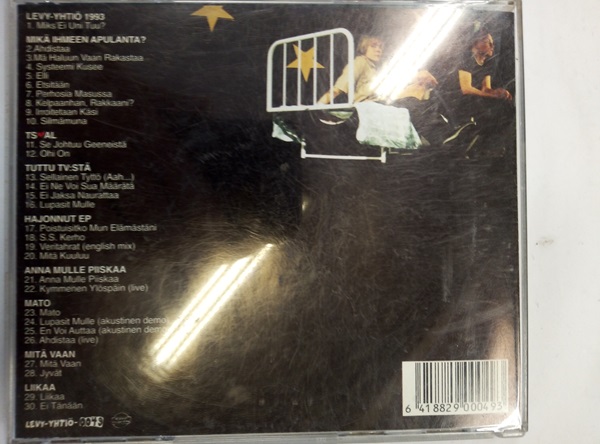 LEVY-YHTIÖ 1993
1. Miks'Ei Uni Tuu?
MIKÄ IHMEEN APULANTA?
2.Ahdistaa
3.Mä Haluun Vaan Rakastaa
4. Systeemi Kusee
5. Elli
6. Etsitään
7. Perhosia Masussa
8. Kelpaanhan, Rakkaani?
9. Irroitetaan Käsi
10. Silmämuna
TS♥AL
11. Se Johtuu Geeneistä
12. Ohi On
TUTTU TV:STÄ
13. Sellainen Tyttö (Aah...)
14. Ei Ne Voi Sua Määrätä
15. Ei Jaksa Naurattaa
16. Lupasit Mulle
HAJONNUT EP
17. Poistuisitko Mun Elämästäni
18. S.S. Kerho
19. Veritahrat (english mix)
20. Mitä Kuuluu
ANNA MULLE PIISKAA
21. Anna Mulle Piiskaa
22. Kymmenen Ylöspäin (live)
MATO
23. Mato
24. Lupasit Mulle (akustinen demo
25. En Voi Auttaa (akustinen demo
26. Ahdistaa (live)
MITÄ VAAN
27. Mitä Vaan
28. Jyvät
LIIKAA
29. Liikaa
30. Ei Tänään
LEVY-YHTIO-
6 418829 000493